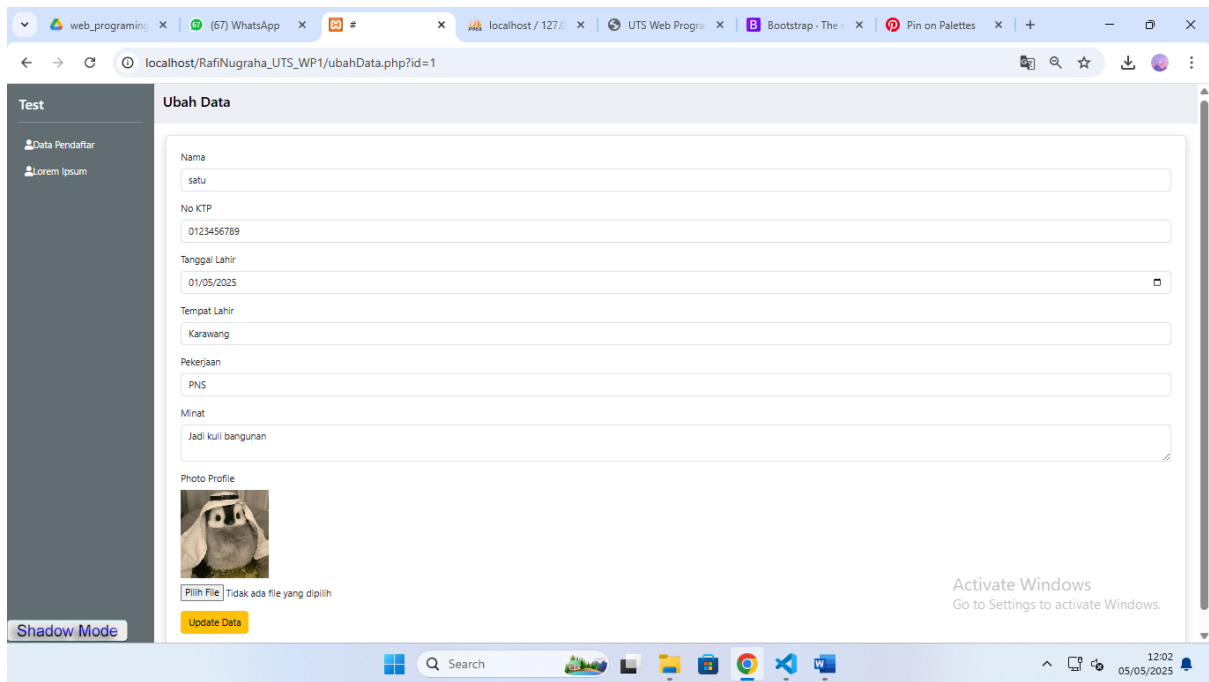 web_programing
(67) WhatsApp
#
localhost / 127.0
UTS Web Progra
Bootstrap · The
Pin on Palettes
localhost/RafiNugraha_UTS_WP1/ubahData.php?id=1
Test
Ubah Data
Data Pendaftar
Lorem Ipsum
Nama
satu
No KTP
0123456789
Tanggal Lahir
01/05/2025
Tempat Lahir
Karawang
Pekerjaan
PNS
Minat
Jadi kuli bangunan
Photo Profile
Pilih File Tidak ada file yang dipilih
Update Data
Activate Windows
Go to Settings to activate Windows.
Shadow Mode
Search
12:02
05/05/2025